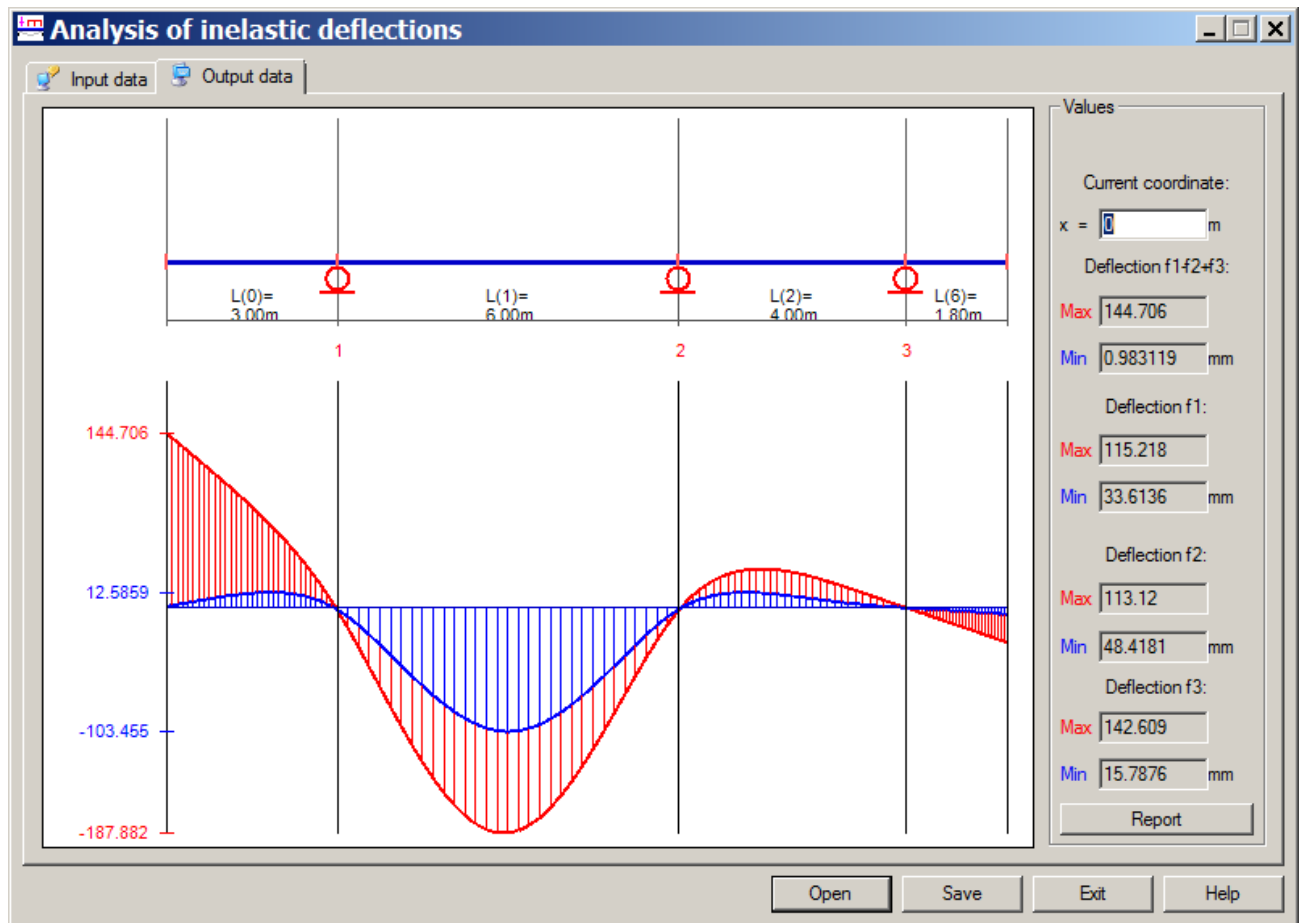 Analysis of inelastic deflections
Input data
Output data
L(0)=
3.00m
L(1)=
6.00m
L(2)=
4.00m
L(6)=
1.80m
1
2
3
144.706
12.5859
-103.455
-187.882
Values
Current coordinate:
x = 0 m
Deflection f1-f2+f3:
Max 144.706
Min 0.983119 mm
Deflection f1:
Max 115.218
Min 33.6136 mm
Deflection f2:
Max 113.12
Min 48.4181 mm
Deflection f3:
Max 142.609
Min 15.7876 mm
Report
Open
Save
Exit
Help